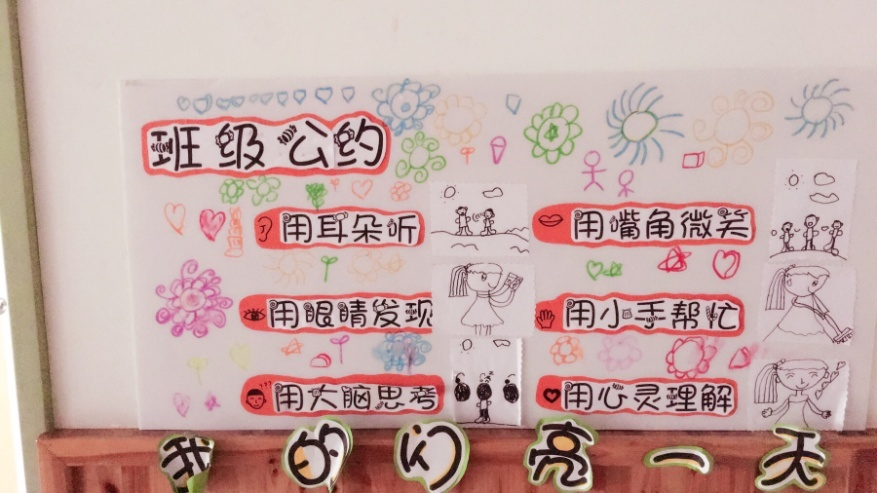 班级公约
用耳朵听
用嘴角微笑
用眼睛发现
用小手帮忙
用大脑思考
用心灵理解
我的们亮一天